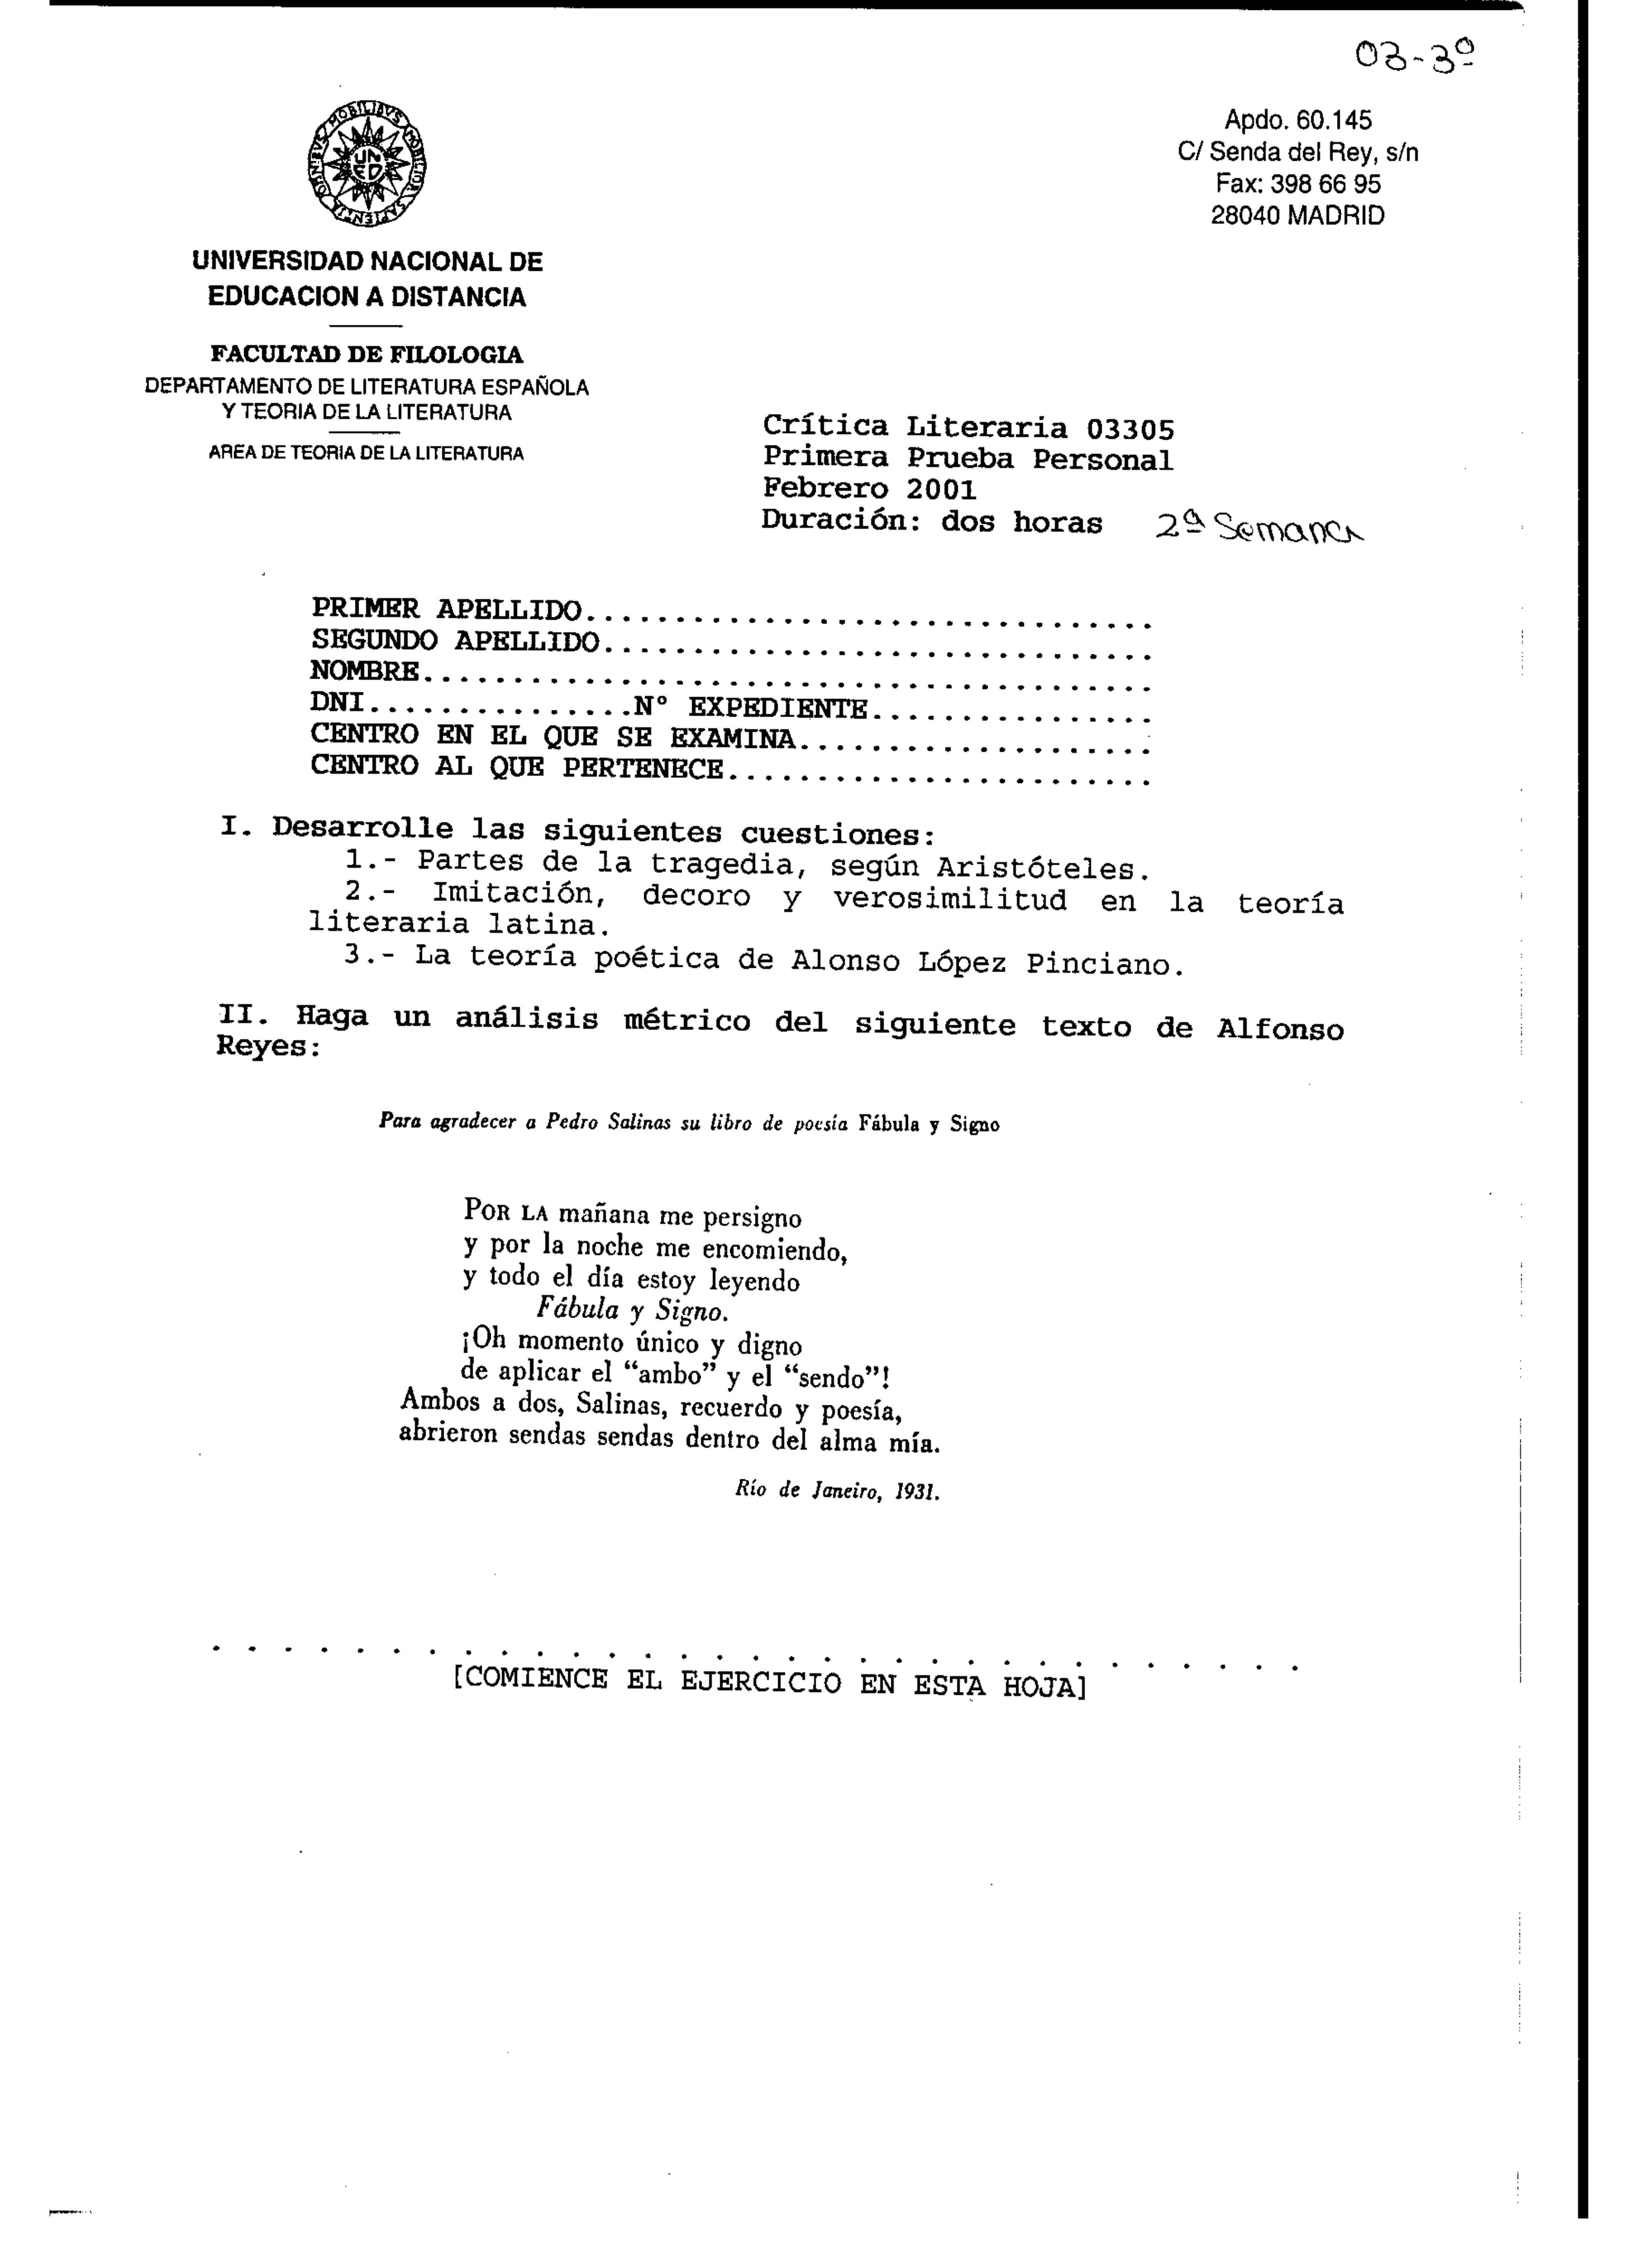 03-3º
OMNIBVS MOBILIBVS MOBILIOR SAPIENTIA
UNED
Apdo. 60.145
C/ Senda del Rey, s/n
Fax: 398 66 95
28040 MADRID
UNIVERSIDAD NACIONAL DE
EDUCACION A DISTANCIA
FACULTAD DE FILOLOGIA
DEPARTAMENTO DE LITERATURA ESPAÑOLA
Y TEORIA DE LA LITERATURA
AREA DE TEORIA DE LA LITERATURA
Crítica Literaria 03305
Primera Prueba Personal
Febrero 2001
Duración: dos horas 2ª Semana
PRIMER APELLIDO...............................
SEGUNDO APELLIDO..............................
NOMBRE........................................
DNI...............Nº EXPEDIENTE................
CENTRO EN EL QUE SE EXAMINA...................
CENTRO AL QUE PERTENECE.......................
I. Desarrolle las siguientes cuestiones:
1.- Partes de la tragedia, según Aristóteles.
2.- Imitación, decoro y verosimilitud en la teoría
literaria latina.
3.- La teoría poética de Alonso López Pinciano.
II. Haga un análisis métrico del siguiente texto de Alfonso
Reyes:
Para agradecer a Pedro Salinas su libro de poesía Fábula y Signo
POR LA mañana me persigno
y por la noche me encomiendo,
y todo el día estoy leyendo
Fábula y Signo.
¡Oh momento único y digno
de aplicar el “ambo” y el “sendo”!
Ambos a dos, Salinas, recuerdo y poesía,
abrieron sendas sendas dentro del alma mía.
Río de Janeiro, 1931.
. . . . . . . . . . . . . . . . . . . . . . . . . . . . . . .
[COMIENCE EL EJERCICIO EN ESTA HOJA]